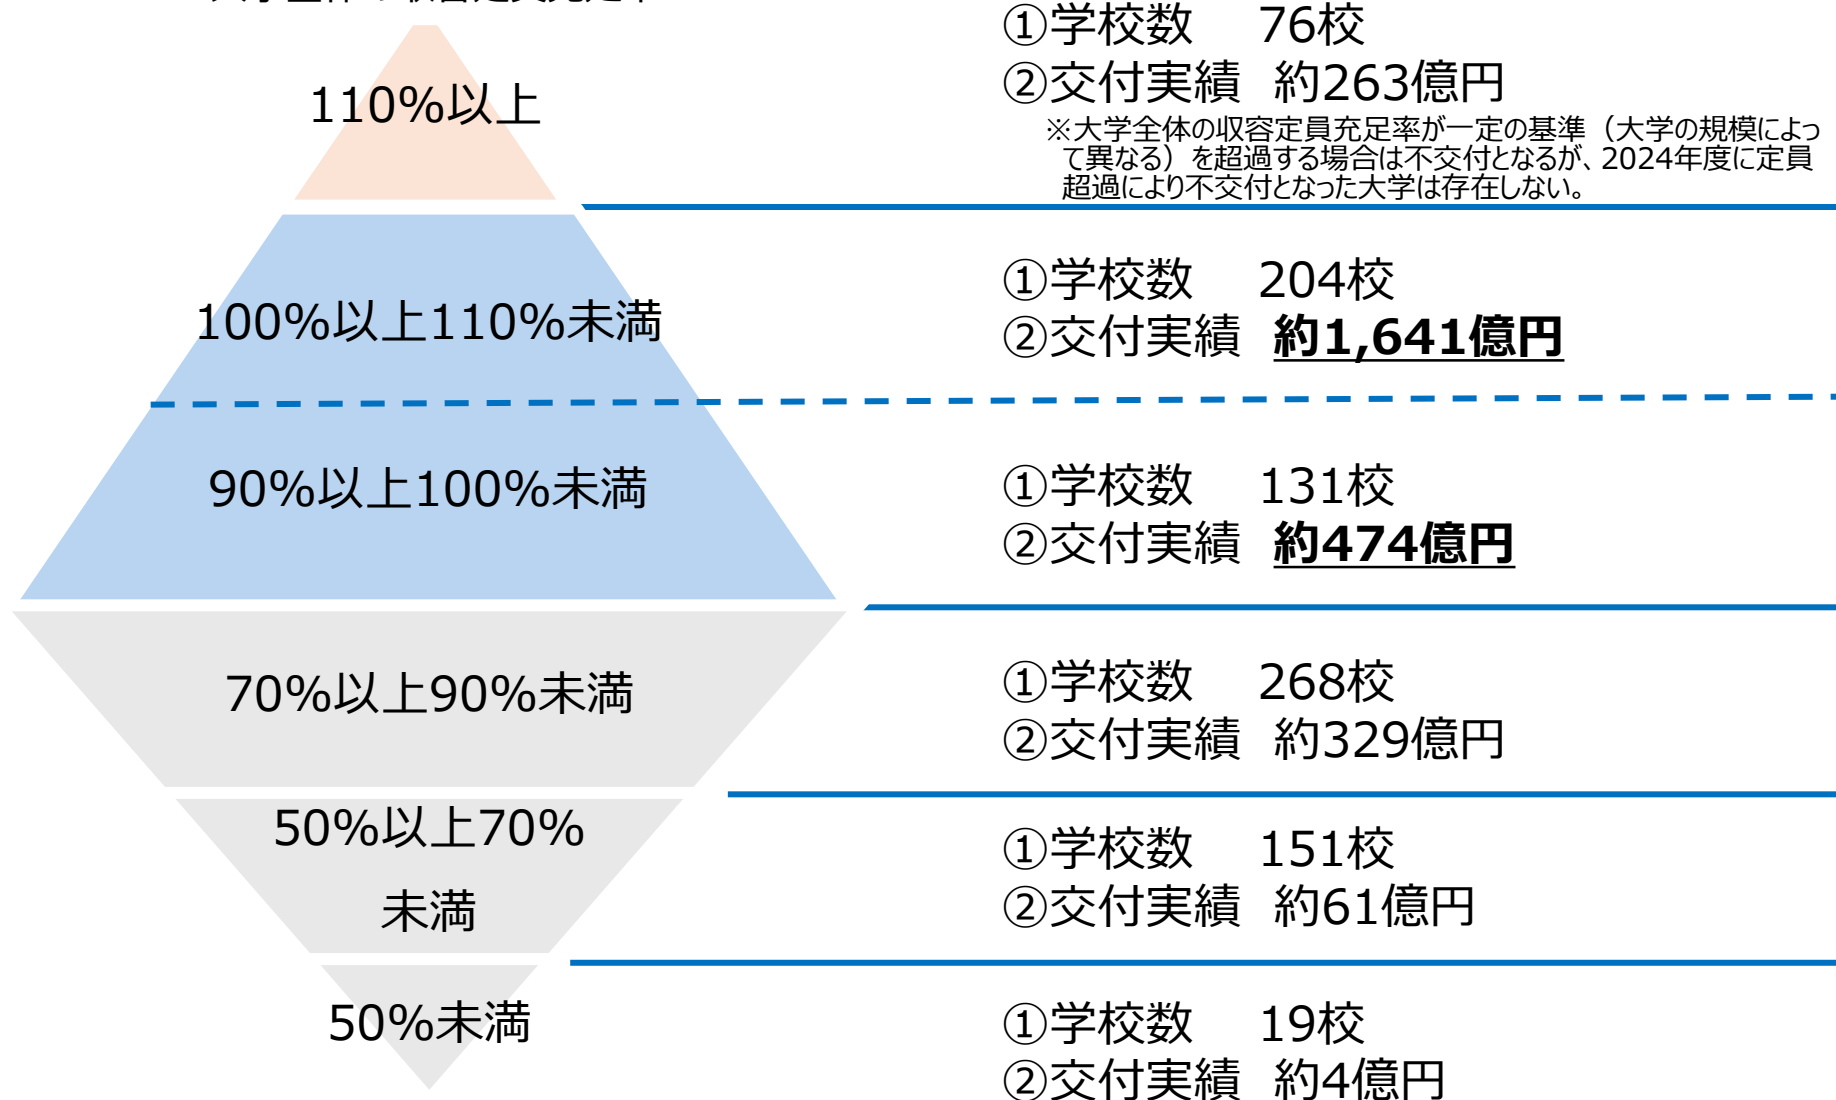 110%以上
①学校数 76校
②交付実績 約263億円
※大学全体の収容定員充足率が一定の基準（大学の規模によっ
て異なる）を超過する場合は不交付となるが、2024年度に定員
超過により不交付となった大学は存在しない。
100%以上110%未満
①学校数 204校
②交付実績 約1,641億円
90%以上100%未満
①学校数 131校
②交付実績 約474億円
70%以上90%未満
①学校数 268校
②交付実績 約329億円
50%以上70%
未満
①学校数 151校
②交付実績 約61億円
50%未満
①学校数 19校
②交付実績 約4億円